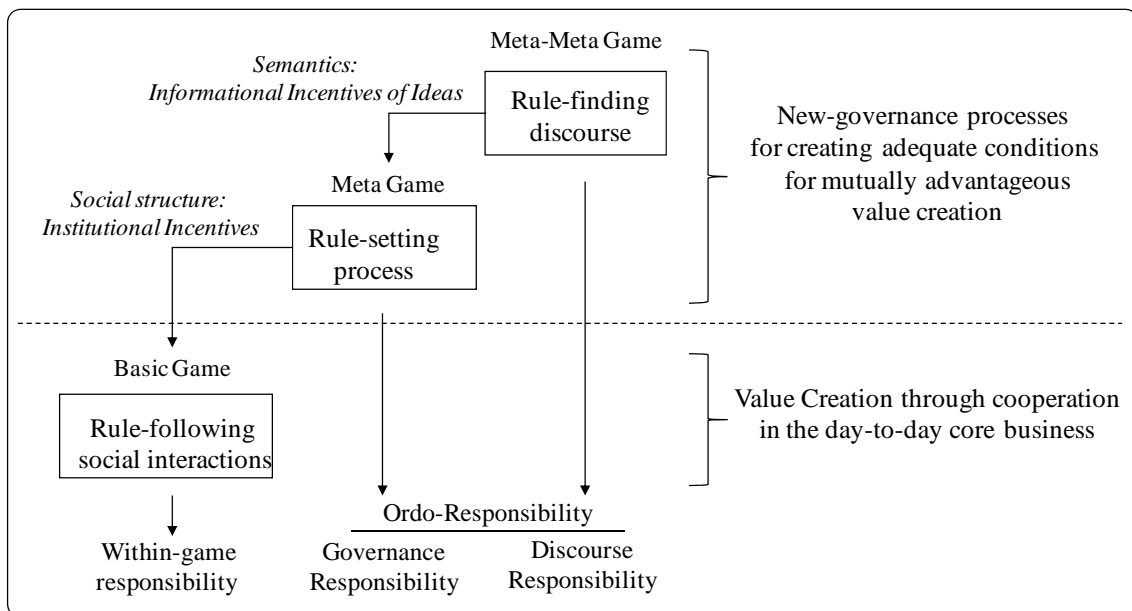 Meta-Meta Game
Semantics:
Informational Incentives of Ideas
Rule-finding
discourse
New-governance processes
for creating adequate conditions
for mutually advantageous
value creation
Meta Game
Social structure:
Institutional Incentives
Rule-setting
process
Basic Game
Rule-following
social interactions
Value Creation through cooperation
in the day-to-day core business
Ordo-Responsibility
Within-game
responsibility
Governance
Responsibility
Discourse
Responsibility